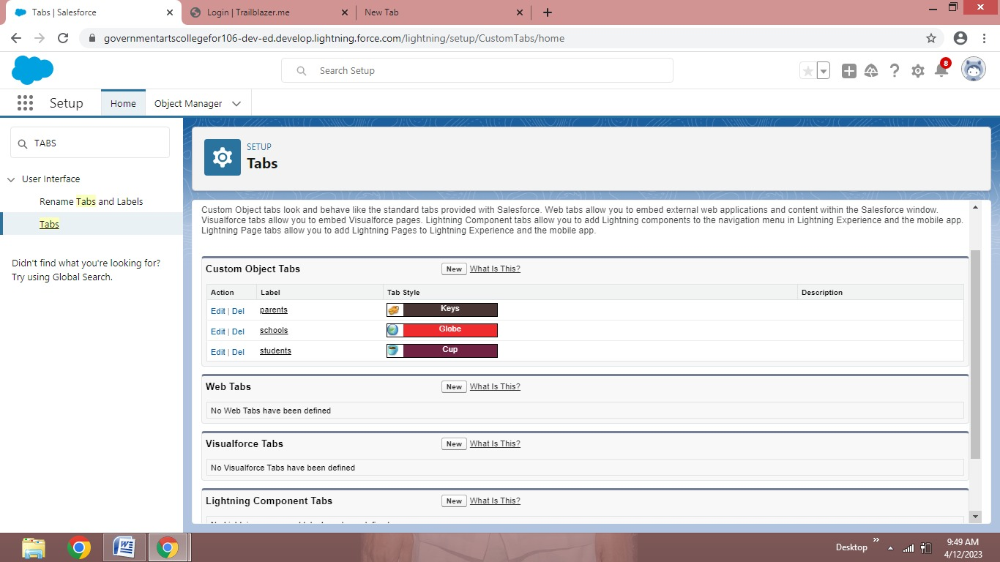 Tabs | Salesforce
Login | Trailblazer.me
New Tab
governmentartscollegefor106-dev-ed.develop.lightning.force.com/lightning/setup/CustomTabs/home
Search Setup
8
Setup
Home
Object Manager
TABS
User Interface
Rename Tabs and Labels
Tabs
Didn't find what you're looking for?
Try using Global Search.
SETUP
Tabs
Custom Object tabs look and behave like the standard tabs provided with Salesforce. Web tabs allow you to embed external web applications and content within the Salesforce window.
Visualforce tabs allow you to embed Visualforce pages. Lightning Component tabs allow you to add Lightning components to the navigation menu in Lightning Experience and the mobile app.
Lightning Page tabs allow you to add Lightning Pages to Lightning Experience and the mobile app.
Custom Object Tabs New What Is This?
Action Label Tab Style Description
Edit | Del parents Keys
Edit | Del schools Globe
Edit | Del students Cup
Web Tabs New What Is This?
No Web Tabs have been defined
Visualforce Tabs New What Is This?
No Visualforce Tabs have been defined
Lightning Component Tabs New What Is This?
Desktop
9:49 AM
4/12/2023